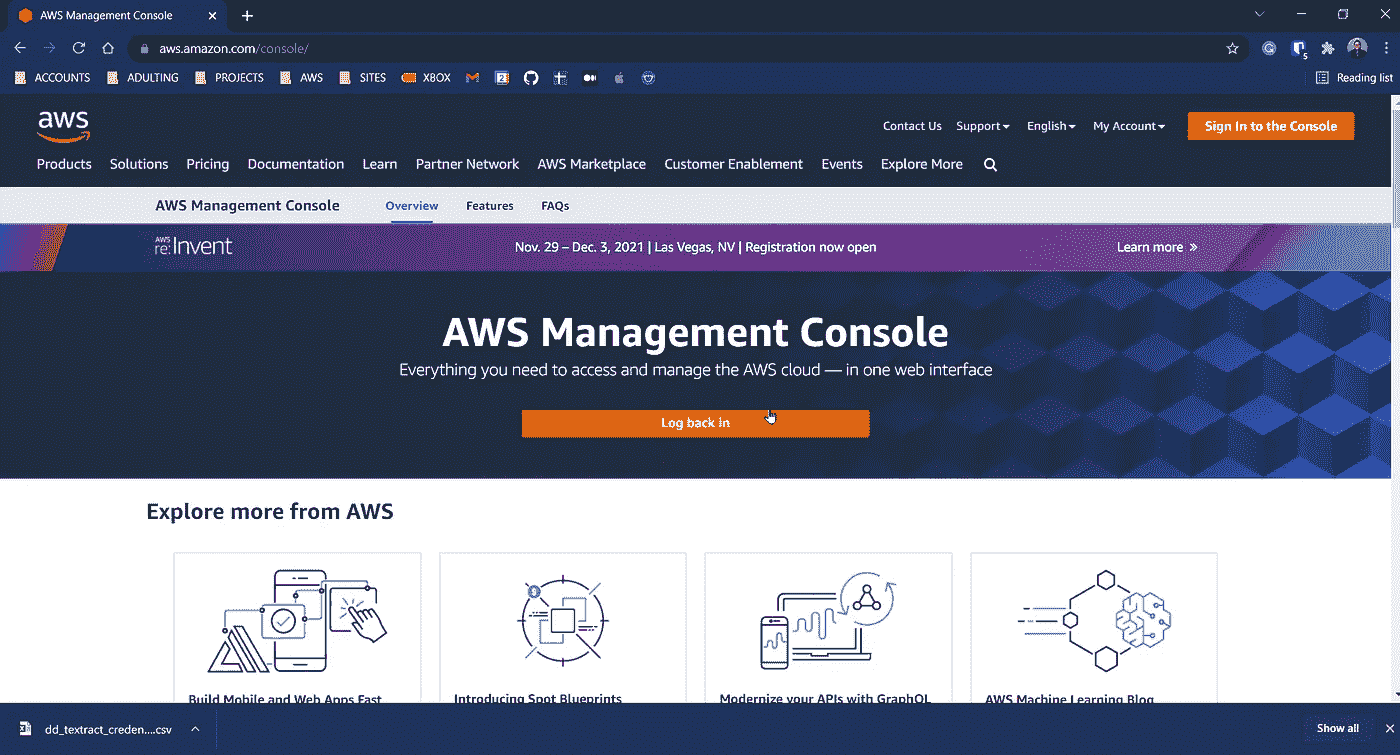 AWS Management Console
aws.amazon.com/console/
5
ACCOUNTS ADULTING PROJECTS AWS SITES XBOX 2 Reading list
aws
Contact Us Support English My Account Sign In to the Console
Products Solutions Pricing Documentation Learn Partner Network AWS Marketplace Customer Enablement Events Explore More
AWS Management Console Overview Features FAQs
AWS
re:Invent Nov. 29 – Dec. 3, 2021 | Las Vegas, NV | Registration now open Learn more »
AWS Management Console
Everything you need to access and manage the AWS cloud — in one web interface
Log back in
Explore more from AWS
Build Mobile and Web Apps Fast Introducing Spot Blueprints Modernize your APIs with GraphQL AWS Machine Learning Blog
dd_textract_creden....csv Show all